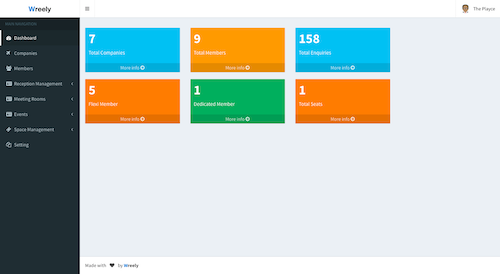 Wreely
The Playce
MAIN NAVIGATION
Dashboard
Companies
Members
Reception Management
Meeting Rooms
Events
Space Management
Setting
7
Total Companies
More info
9
Total Members
More info
158
Total Enquiries
More info
5
Flexi Member
More info
1
Dedicated Member
More info
1
Total Seats
More info
Made with ♥ by Wreely